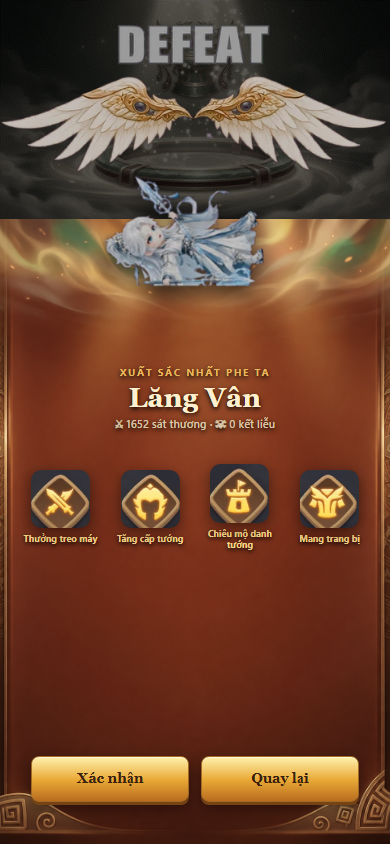 DEFEAT
XUẤT SẮC NHẤT PHE TA
Lăng Vân
1652 sát thương · 0 kết liễu
Thưởng treo máy
Tăng cấp tướng
Chiêu mộ danh
tướng
Mang trang bị
Xác nhận
Quay lại